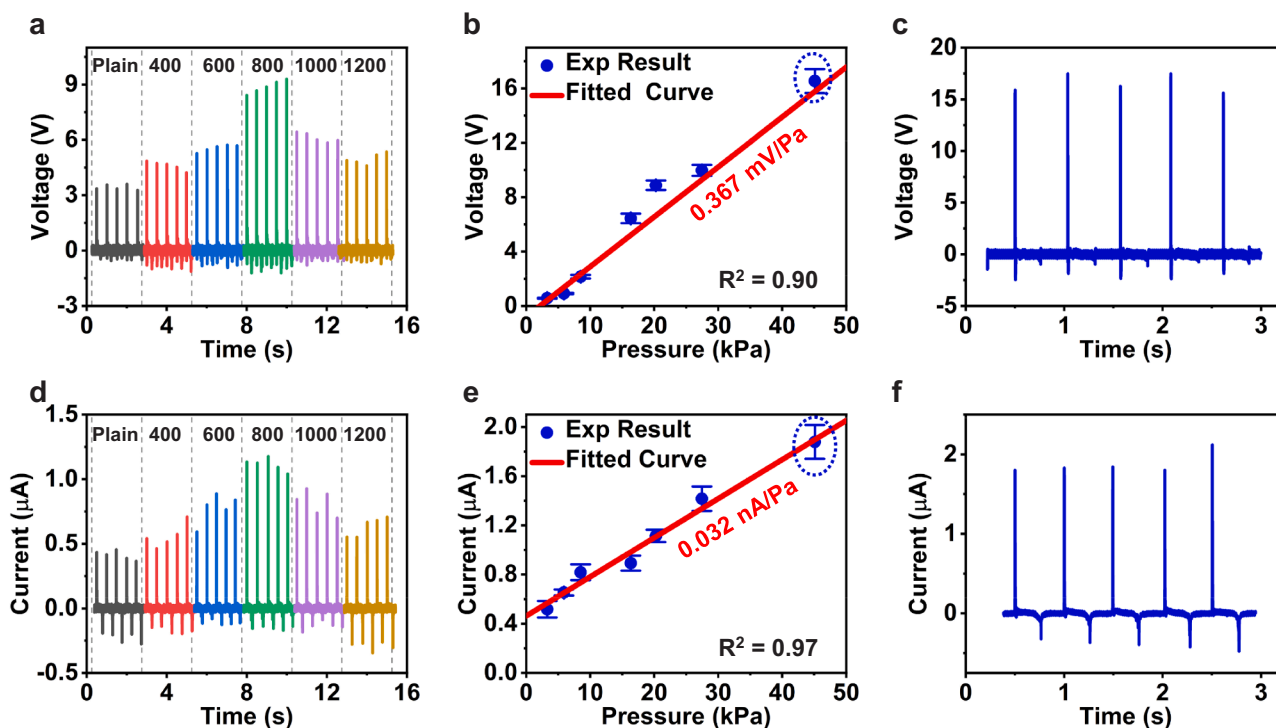 a
Plain 400 600 800 1000 1200
9
6
3
0
-3
Voltage (V)
0 4 8 12 16
Time (s)
b
Exp Result
Fitted Curve
0.367 mV/Pa
R² = 0.90
16
12
8
4
0
Voltage (V)
0 10 20 30 40 50
Pressure (kPa)
c
20
15
10
5
0
-5
Voltage (V)
0 1 2 3
Time (s)
d
Plain 400 600 800 1000 1200
1.5
1.0
0.5
0.0
-0.5
Current (μA)
0 4 8 12 16
Time (s)
e
Exp Result
Fitted Curve
0.032 nA/Pa
R² = 0.97
2.0
1.6
1.2
0.8
0.4
0.0
Current (μA)
0 10 20 30 40 50
Pressure (kPa)
f
2
1
0
Current (μA)
0 1 2 3
Time (s)